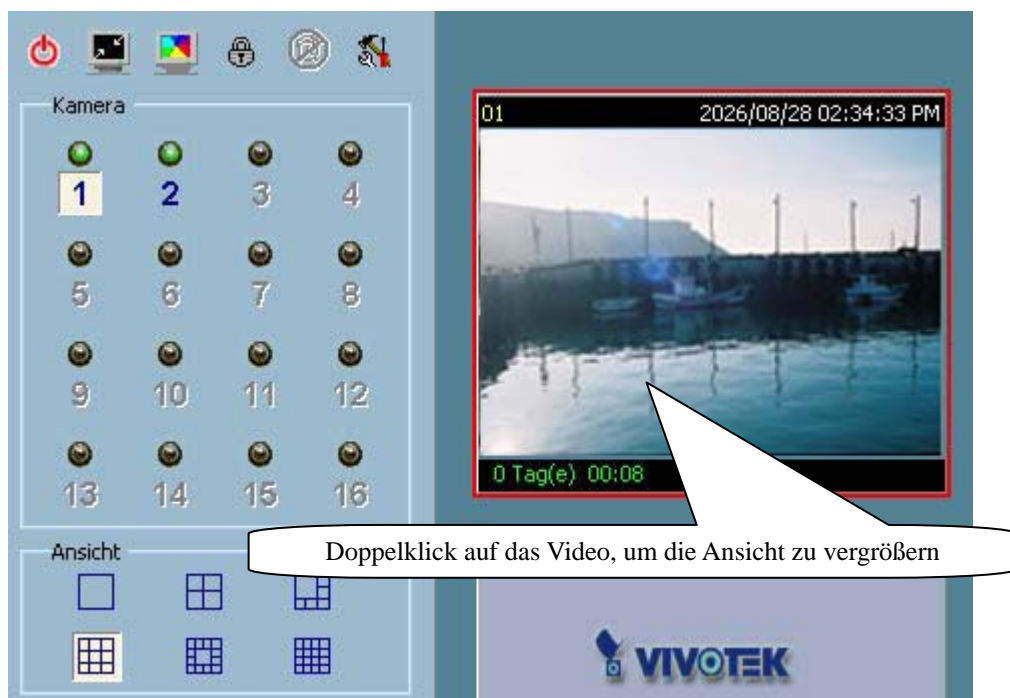 Kamera
1 2 3 4
5 6 7 8
9 10 11 12
13 14 15 16
Ansicht
01 2026/08/28 02:34:33 PM
0 Tag(e) 00:08
Doppelklick auf das Video, um die Ansicht zu vergrößern
VIVOTEK